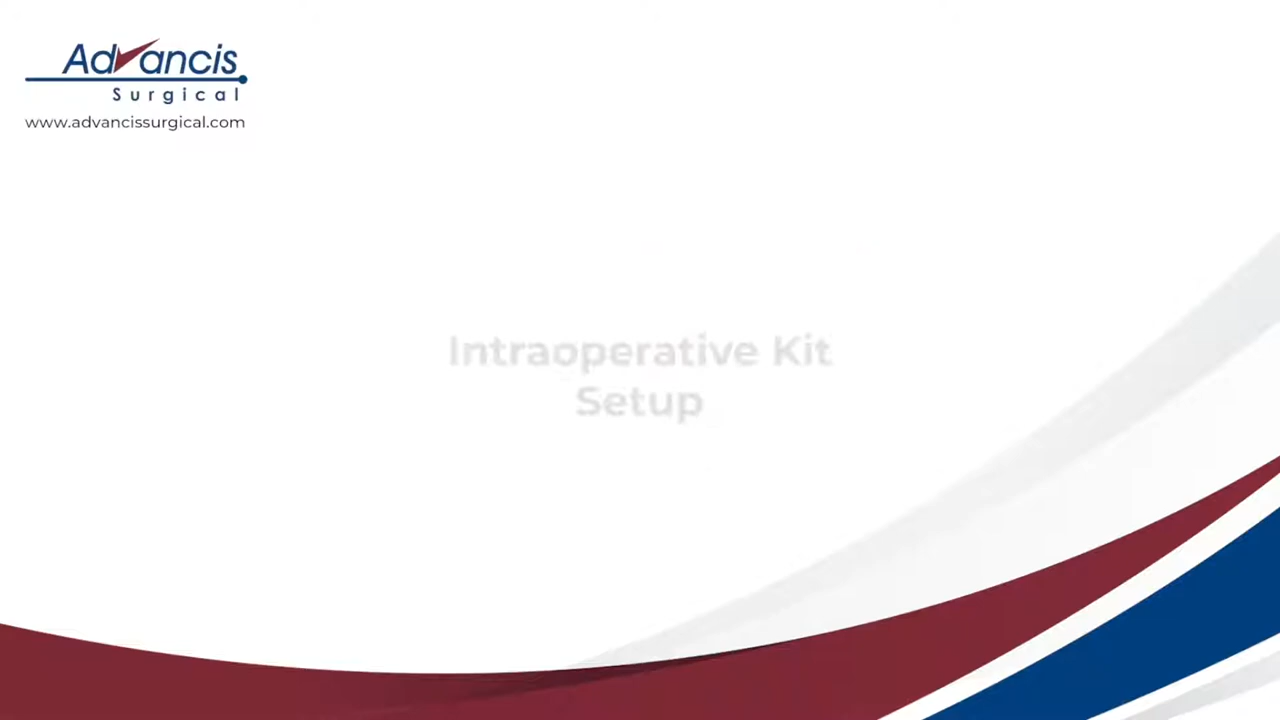 Advancis
Surgical
www.advancissurgical.com
Intraoperative Kit
Setup